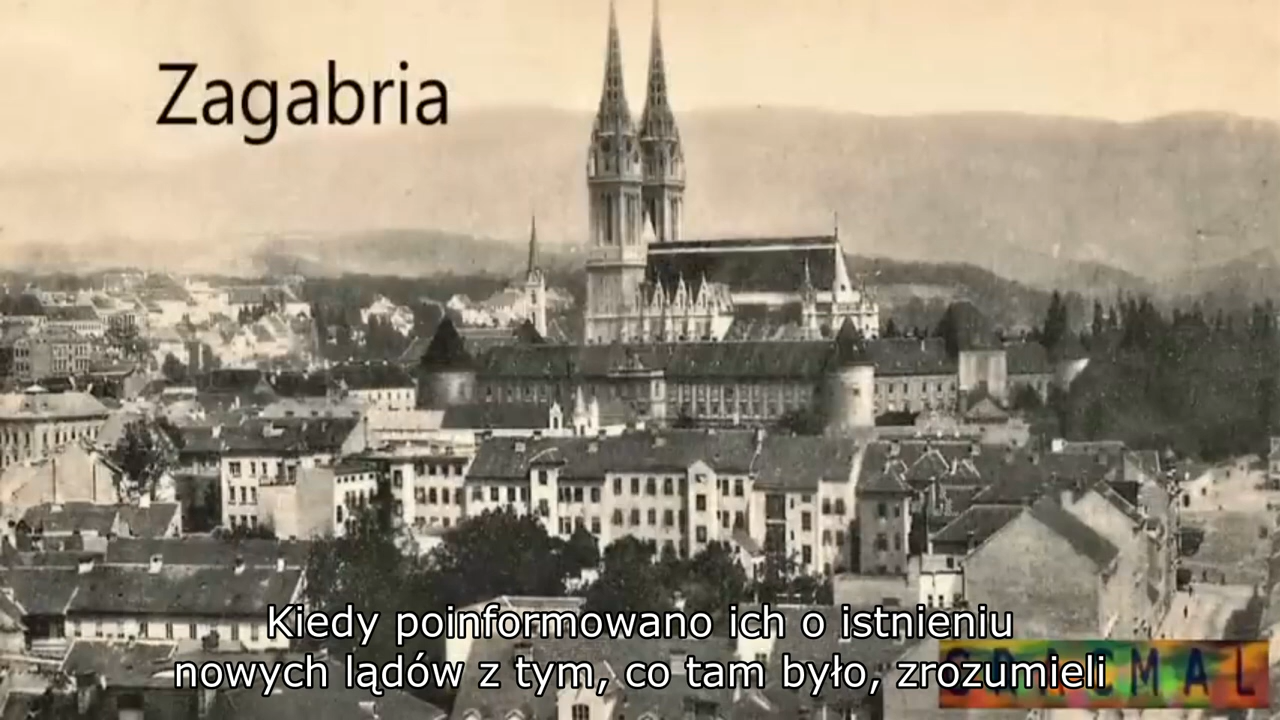 Zagabria
Kiedy poinformowano ich o istnieniu
nowych lądów z tym, co tam było, zrozumieli